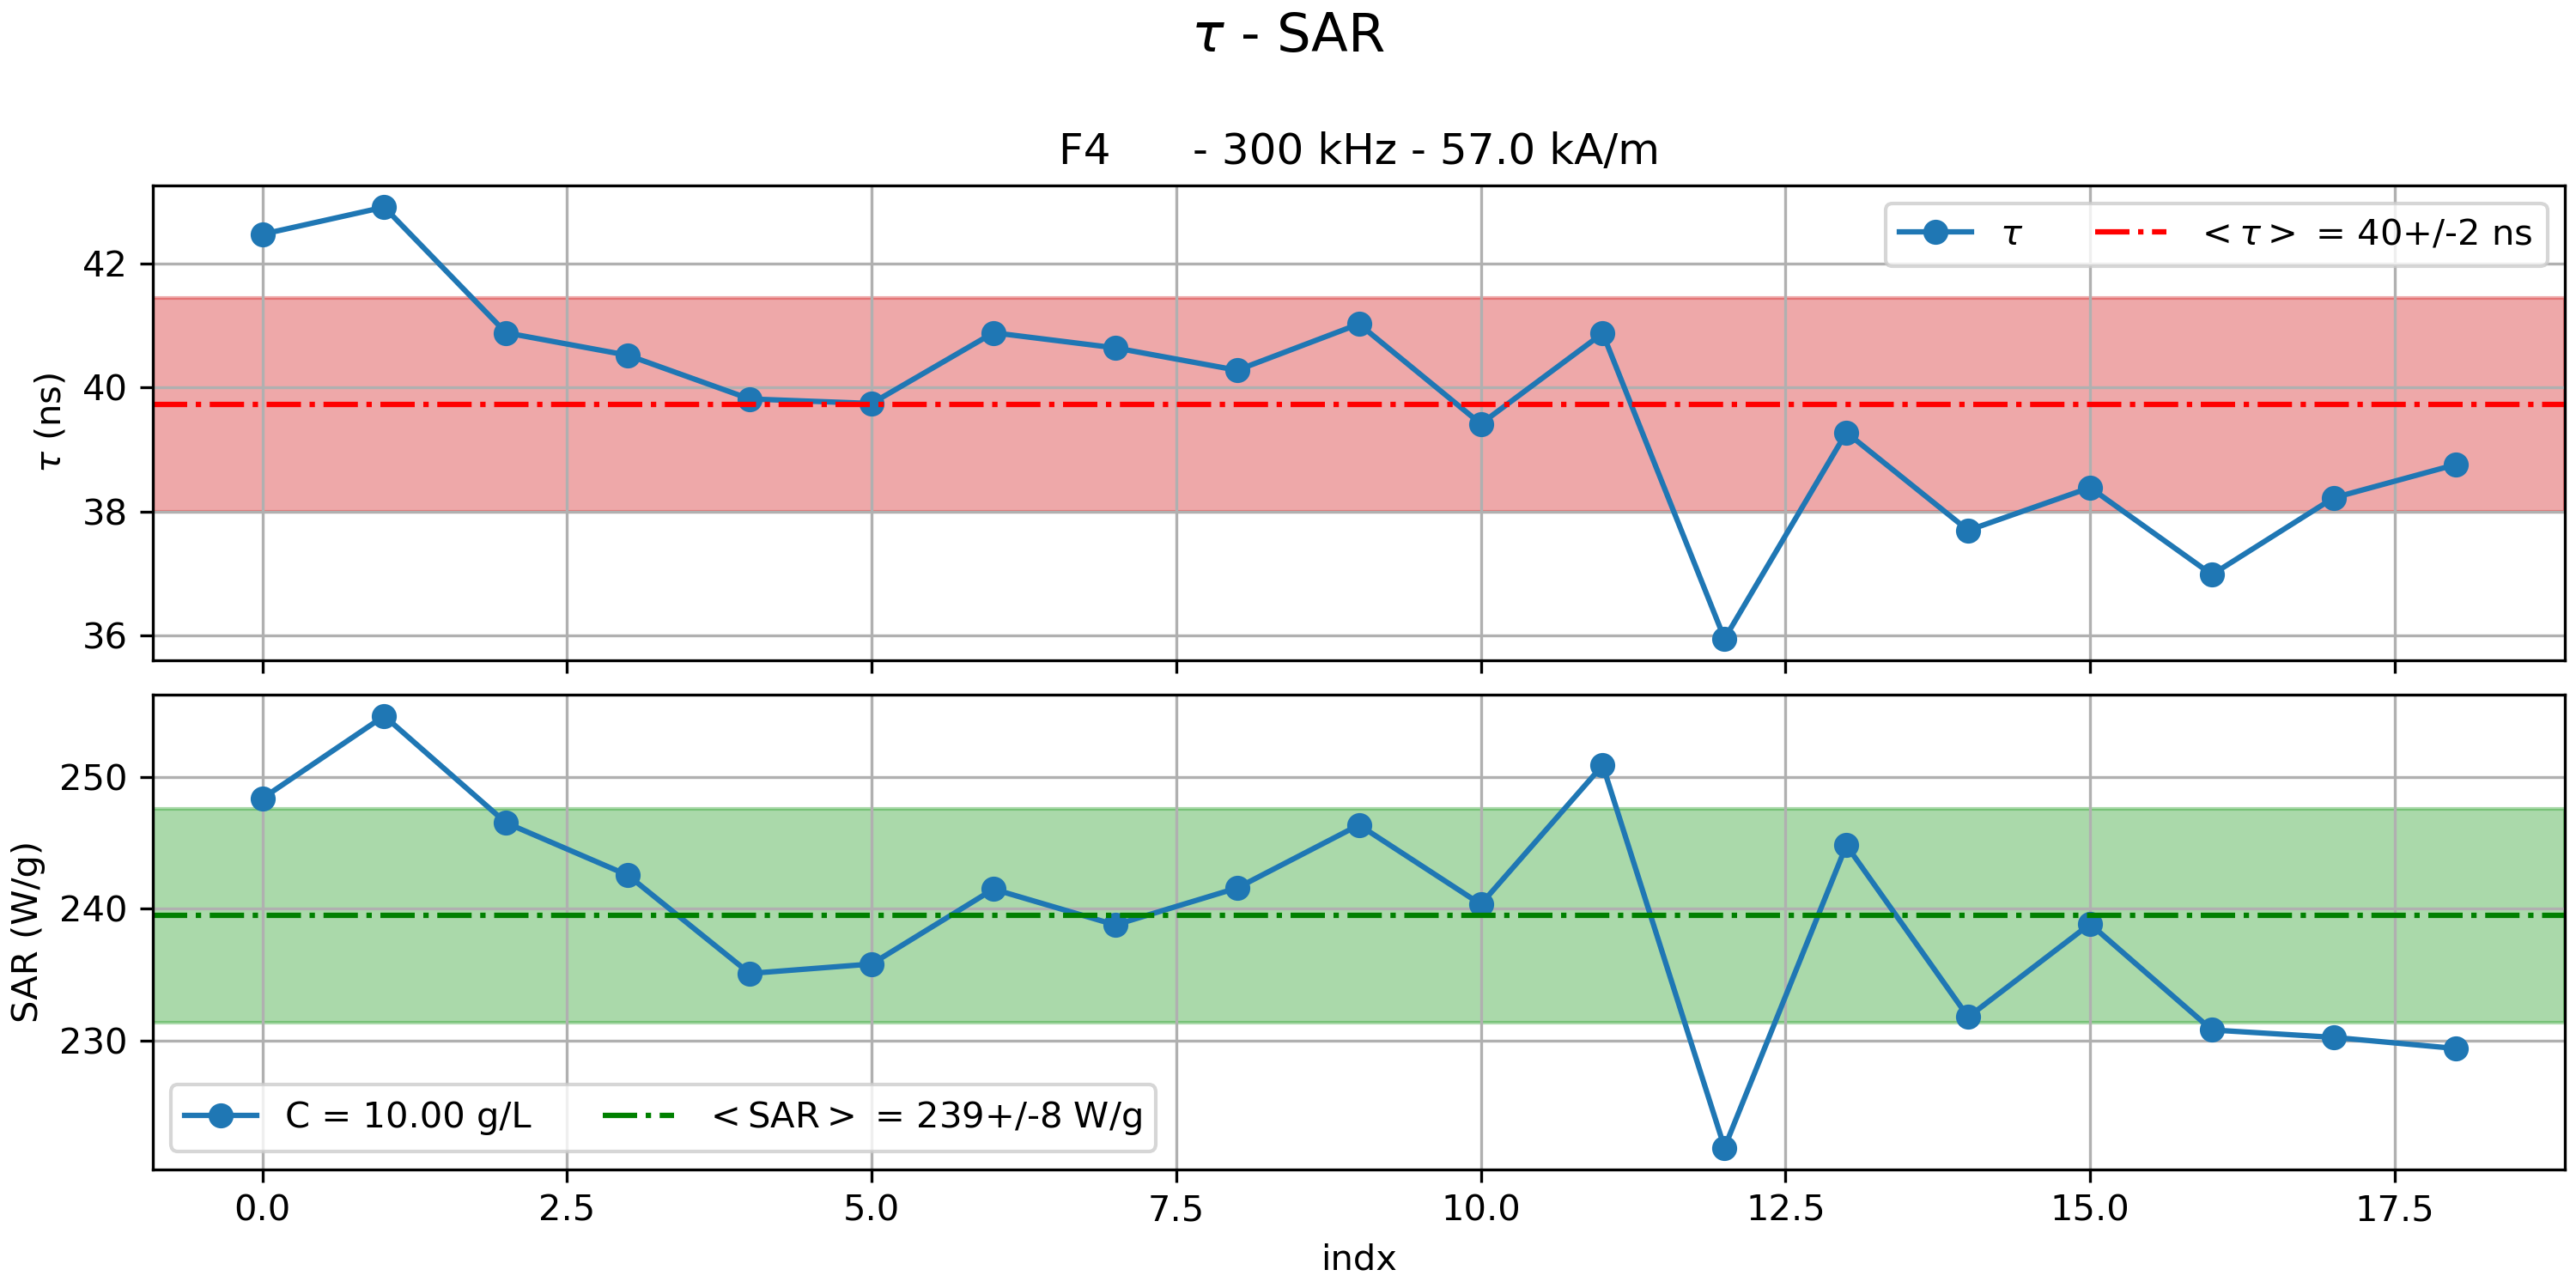 τ - SAR
F4      - 300 kHz - 57.0 kA/m
τ    <τ> = 40+/-2 ns
τ (ns)
42
40
38
36
SAR (W/g)
250
240
230
C = 10.00 g/L    <SAR> = 239+/-8 W/g
0.0 2.5 5.0 7.5 10.0 12.5 15.0 17.5
indx